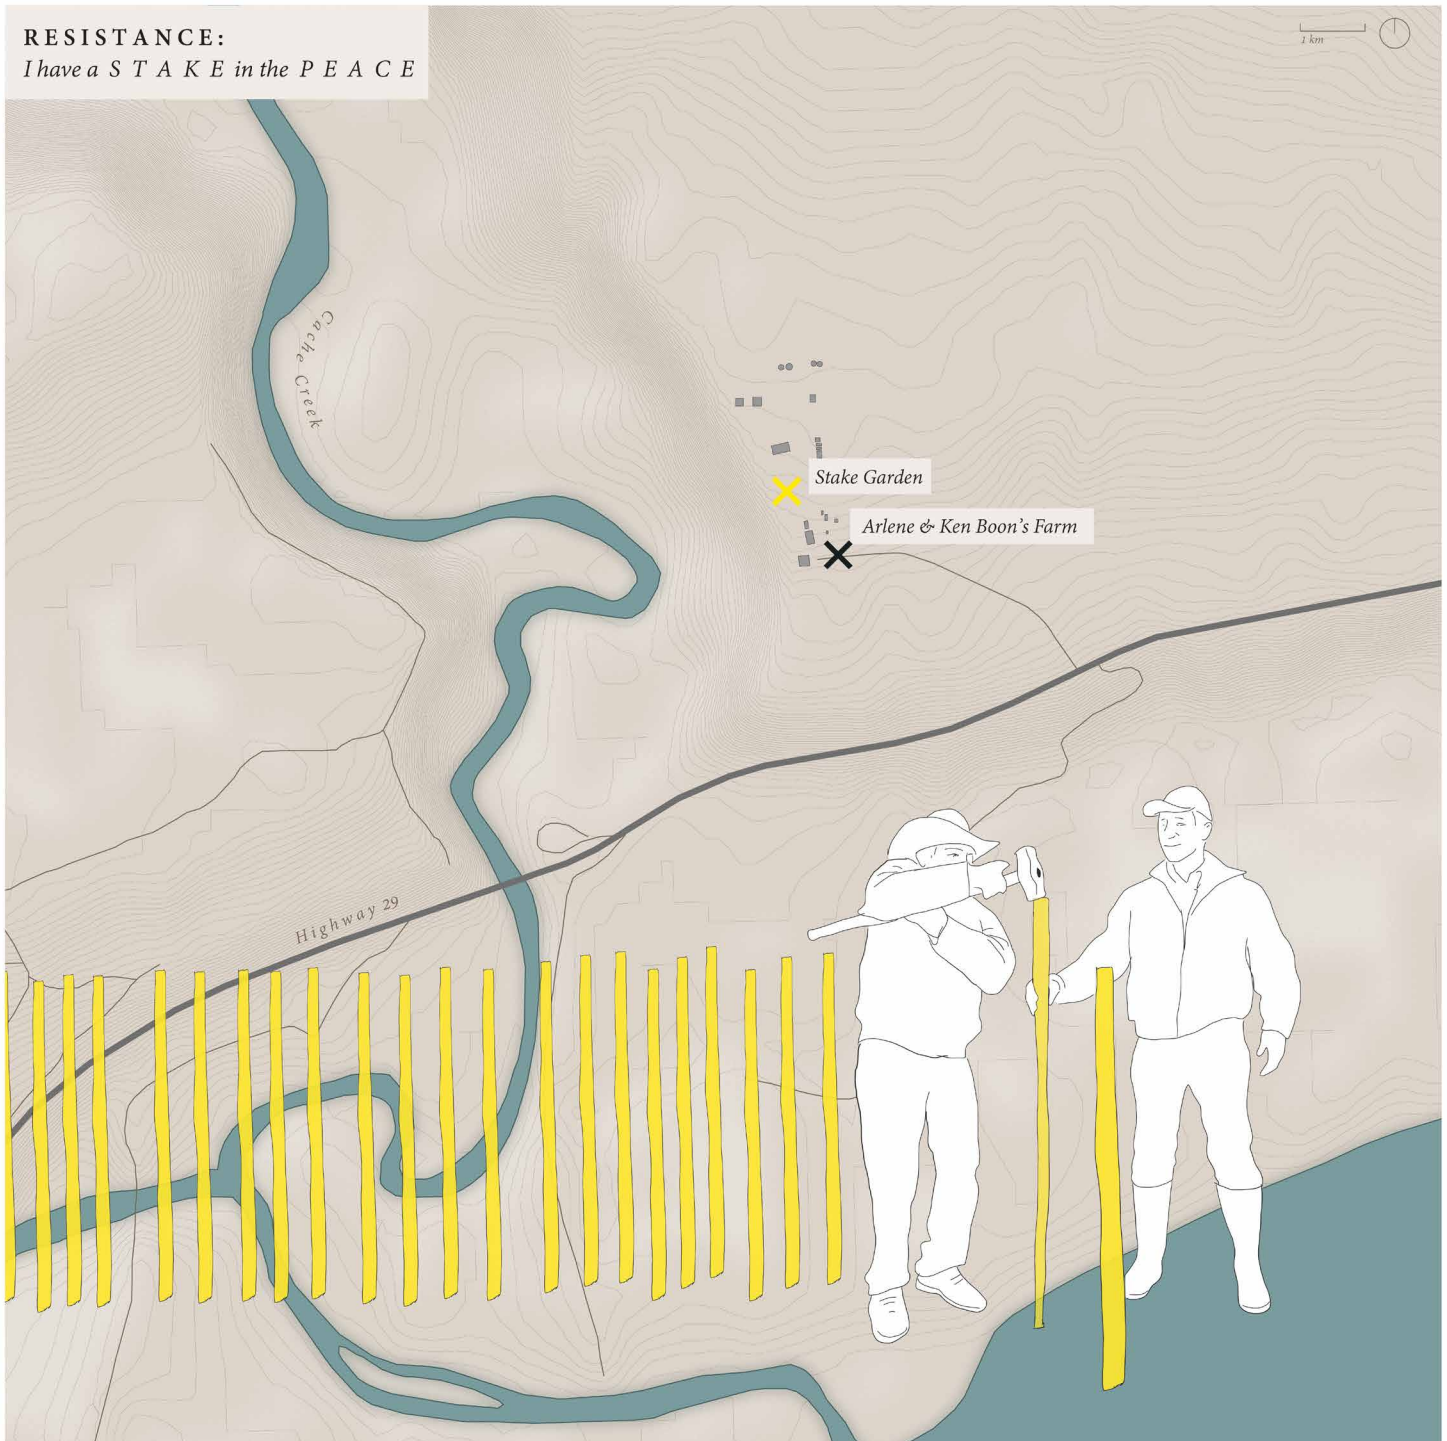 RESISTANCE:
I have a S T A K E in the P E A C E
1 km
Cache Creek
Stake Garden
Arlene & Ken Boon's Farm
Highway 29